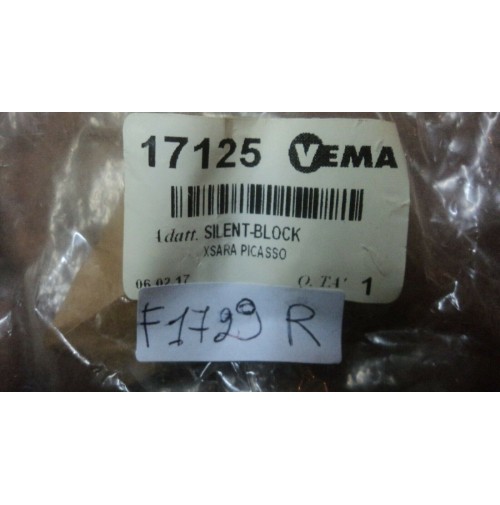 17125 VEMA
Adatt. SILENT-BLOCK
XSARA PICASSO
06.02.17 Q.TA' 1
F1729 R